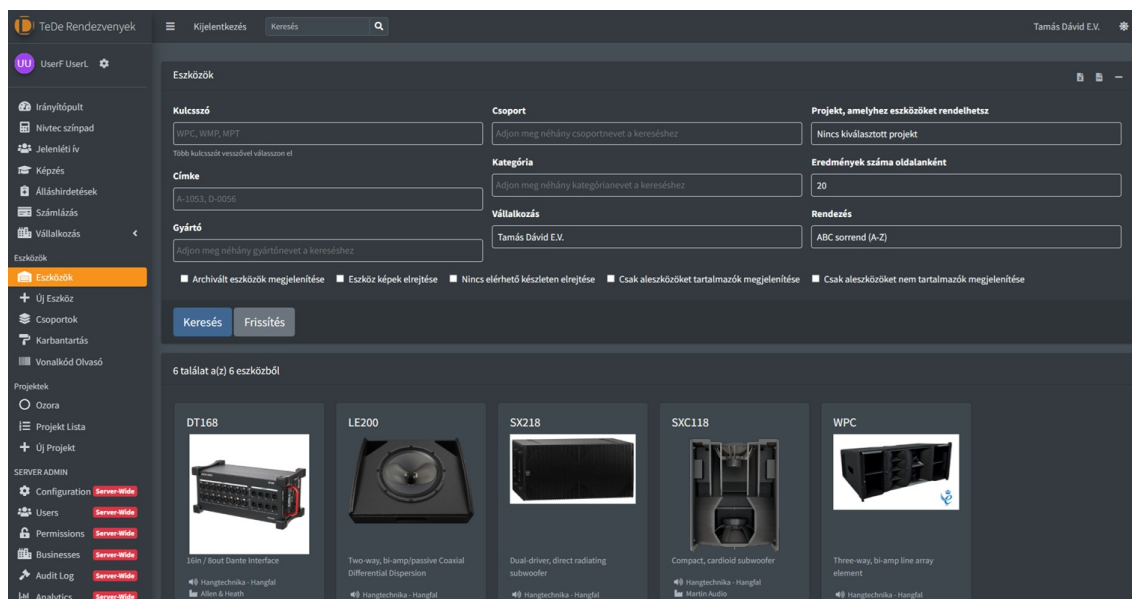 TeDe Rendezvenyek
Kijelentkezés
Keresés
Tamás Dávid E.V.
UU
UserF UserL
Irányítópult
Nivtec színpad
Jelenléti ív
Képzés
Álláshirdetések
Számlázás
Vállalkozás
Eszközök
Eszközök
Új Eszköz
Csoportok
Karbantartás
Vonalkód Olvasó
Projektek
Ozora
Projekt Lista
Új Projekt
SERVER ADMIN
Configuration Server-Wide
Users Server-Wide
Permissions Server-Wide
Businesses Server-Wide
Audit Log Server-Wide
Analytics Server-Wide
Eszközök
Kulcsszó
WPC, WMP, MPT
Több kulcsszót vesszővel válasszon el
Címke
A-1053, D-0056
Gyártó
Adjon meg néhány gyártónevet a kereséshez
Csoport
Adjon meg néhány csoportnevet a kereséshez
Kategória
Adjon meg néhány kategórianevet a kereséshez
Vállalkozás
Tamás Dávid E.V.
Projekt, amelyhez eszközöket rendelhetsz
Nincs kiválasztott projekt
Eredmények száma oldalanként
20
Rendezés
ABC sorrend (A-Z)
Archivált eszközök megjelenítése Eszköz képek elrejtése Nincs elérhető készleten elrejtése Csak aleszközöket tartalmazók megjelenítése Csak aleszközöket nem tartalmazók megjelenítése
Keresés Frissítés
6 találat a(z) 6 eszközből
DT168
16in / 8out Dante Interface
Hangtechnika - Hangfal
Allen & Heath
LE200
Two-way, bi-amp/passive Coaxial
Differential Dispersion
Hangtechnika - Hangfal
SX218
Dual-driver, direct radiating
subwoofer
Hangtechnika - Hangfal
SXC118
Compact, cardioid subwoofer
Hangtechnika - Hangfal
Martin Audio
WPC
Three-way, bi-amp line array
element
Hangtechnika - Hangfal